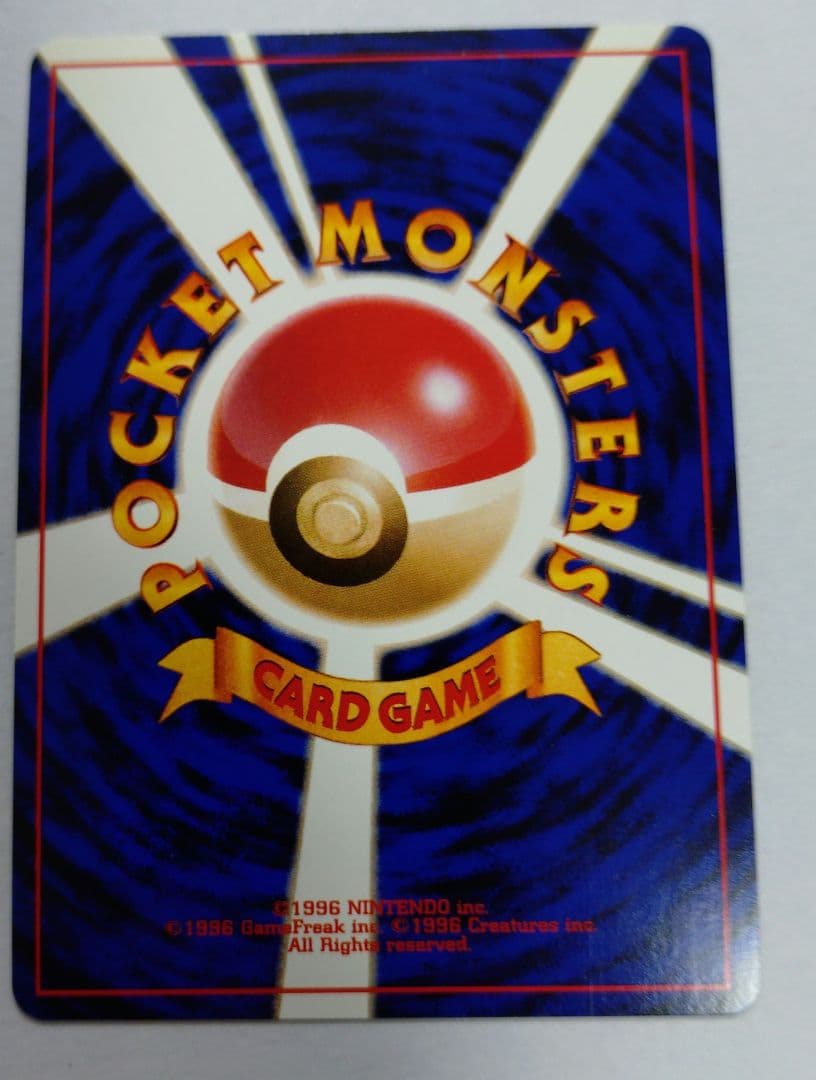 POCKET MONSTERS
CARD GAME
©1996 NINTENDO inc.
©1996 GameFreak inc. ©1996 Creatures inc.
All Rights reserved.